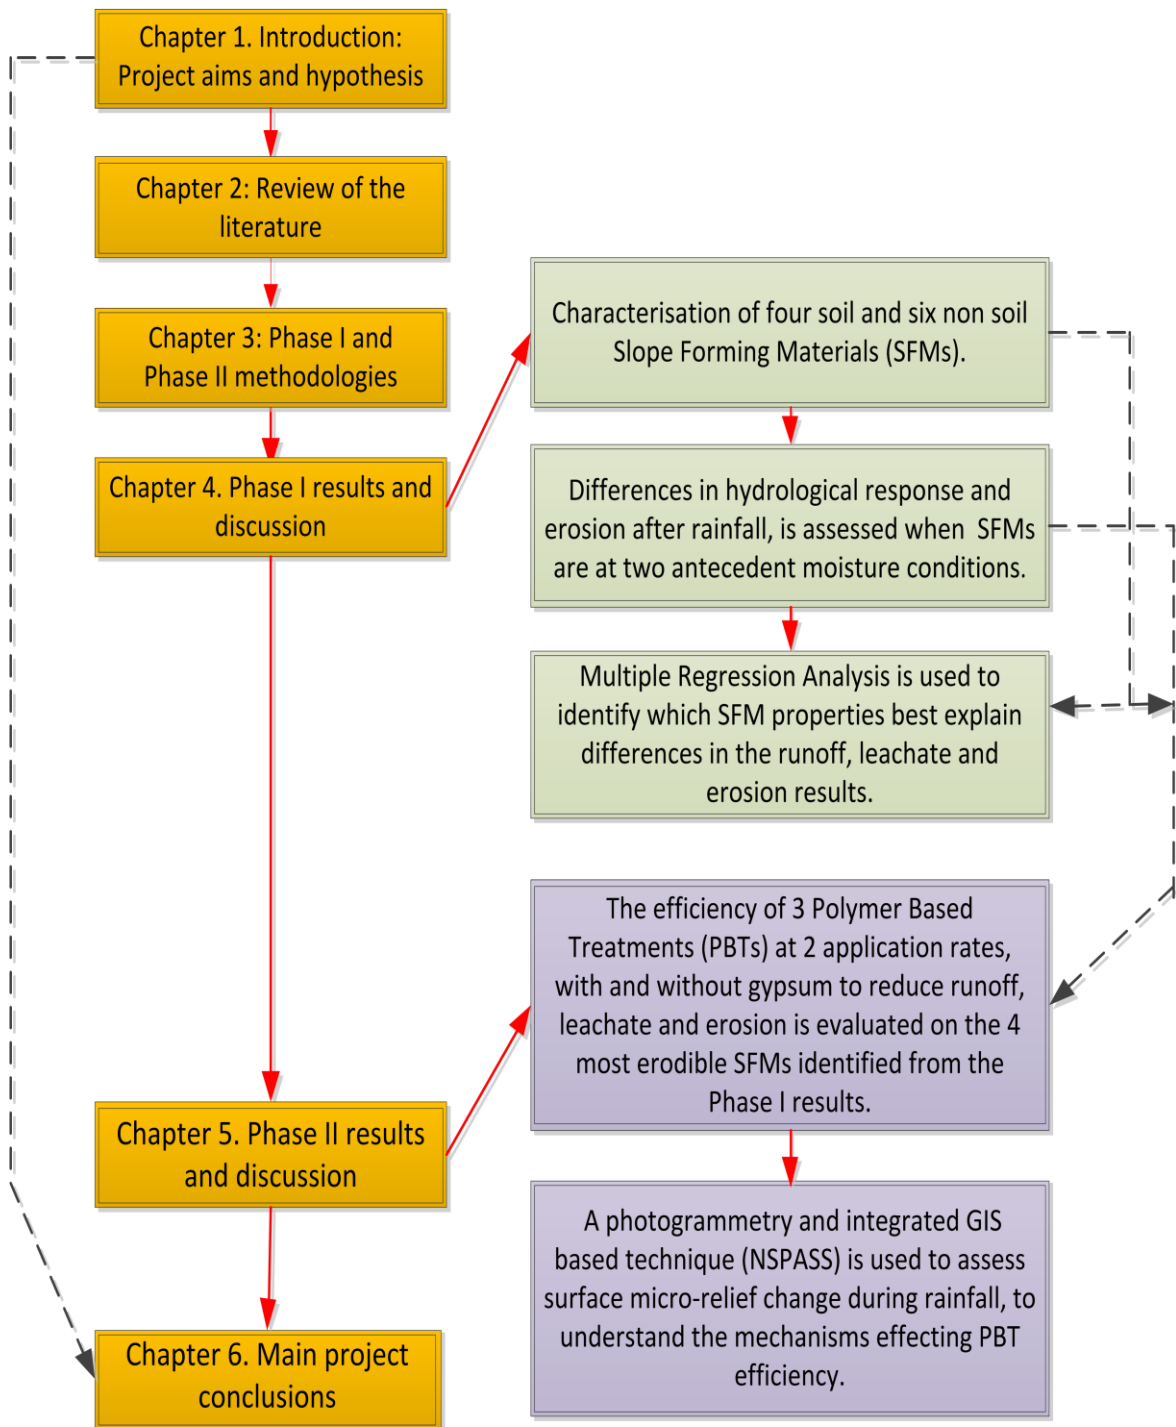 Chapter 1. Introduction:
Project aims and hypothesis
Chapter 2: Review of the
literature
Chapter 3: Phase I and
Phase II methodologies
Chapter 4. Phase I results and
discussion
Characterisation of four soil and six non soil
Slope Forming Materials (SFMs).
Differences in hydrological response and
erosion after rainfall, is assessed when SFMs
are at two antecedent moisture conditions.
Multiple Regression Analysis is used to
identify which SFM properties best explain
differences in the runoff, leachate and
erosion results.
Chapter 5. Phase II results
and discussion
The efficiency of 3 Polymer Based
Treatments (PBTs) at 2 application rates,
with and without gypsum to reduce runoff,
leachate and erosion is evaluated on the 4
most erodible SFMs identified from the
Phase I results.
A photogrammetry and integrated GIS
based technique (NSPASS) is used to assess
surface micro-relief change during rainfall, to
understand the mechanisms effecting PBT
efficiency.
Chapter 6. Main project
conclusions